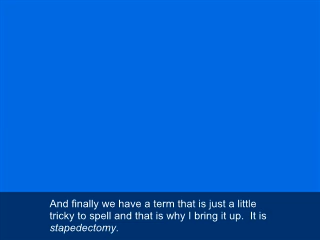 And finally we have a term that is just a little
tricky to spell and that is why I bring it up.  It is
stapedectomy.